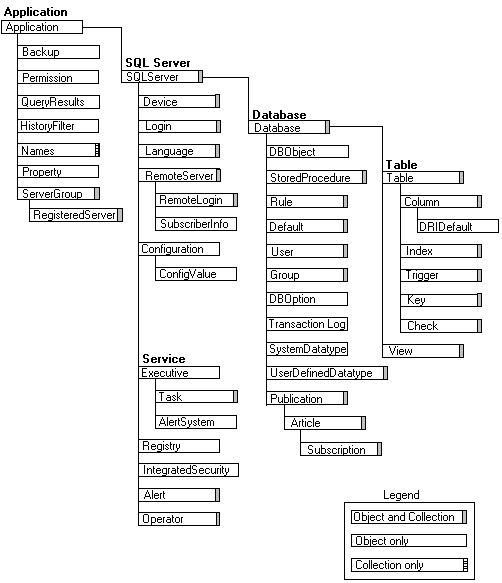 Application
Application
Backup
Permission
QueryResults
HistoryFilter
Names
Property
ServerGroup
RegisteredServer
SQL Server
SQLServer
Device
Login
Language
RemoteServer
RemoteLogin
SubscriberInfo
Configuration
ConfigValue
Service
Executive
Task
AlertSystem
Registry
IntegratedSecurity
Alert
Operator
Database
Database
DBObject
StoredProcedure
Rule
Default
User
Group
DBOption
Transaction Log
SystemDatatype
UserDefinedDatatype
Publication
Article
Subscription
Table
Table
Column
DRIDefault
Index
Trigger
Key
Check
View
Legend
Object and Collection
Object only
Collection only